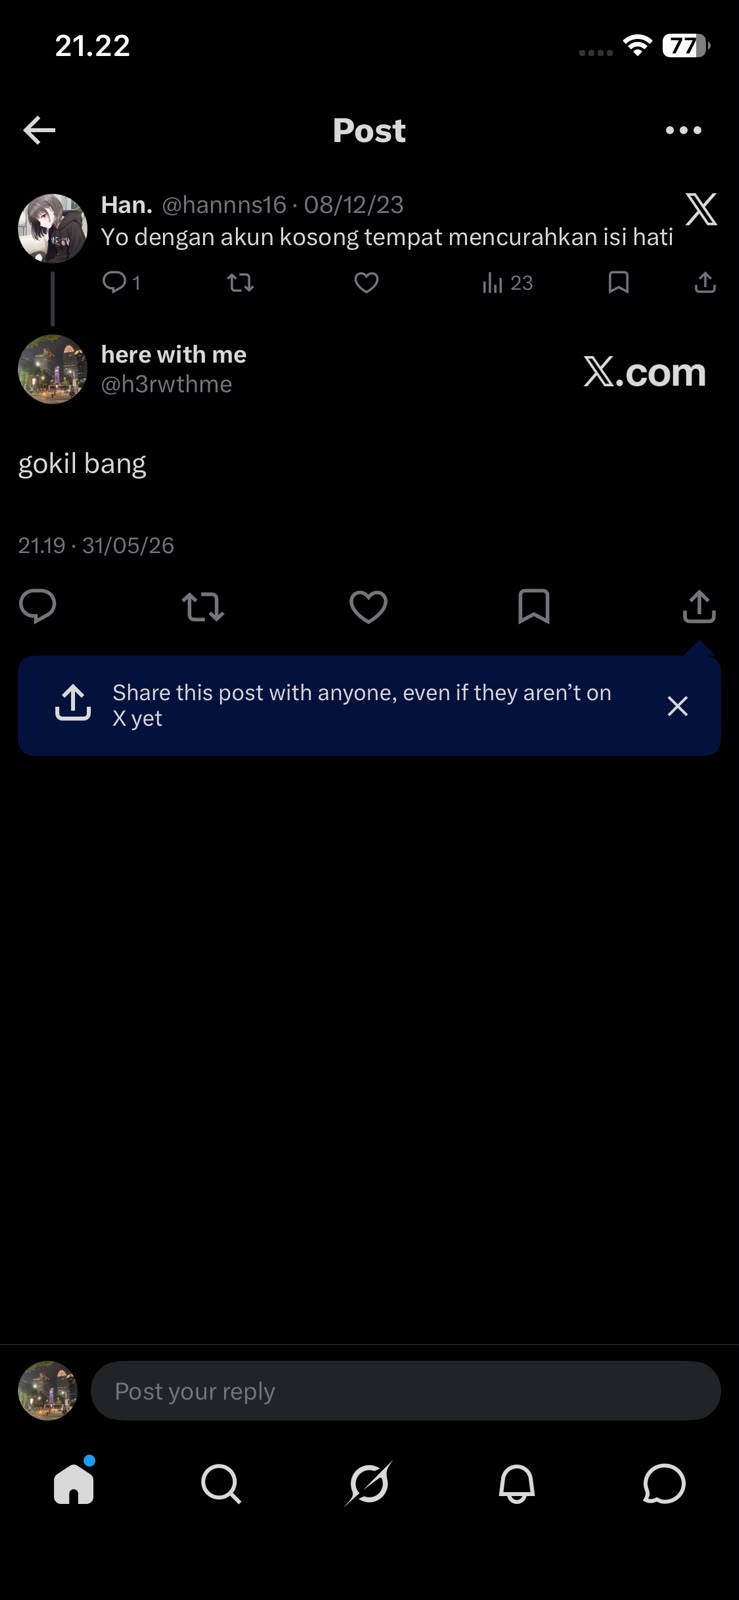 21.22
77
Post
Han. @hannns16 · 08/12/23
Yo dengan akun kosong tempat mencurahkan isi hati
1
23
here with me
@h3rwthme
X.com
gokil bang
21.19 · 31/05/26
Share this post with anyone, even if they aren’t on
X yet
Post your reply